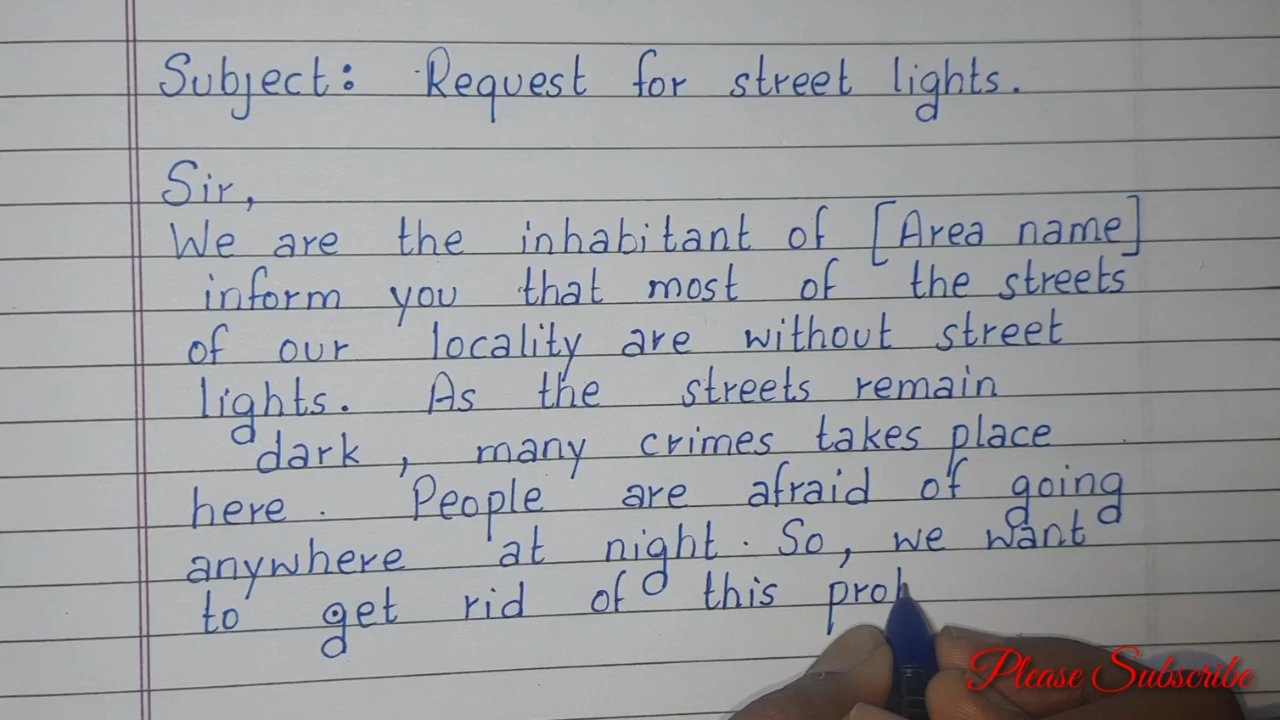 Subject: Request for street lights.
Sir,
We are the inhabitant of [Area name]
inform you that most of the streets
of our locality are without street
lights. As the streets remain
dark, many crimes takes place
here. People are afraid of going
anywhere at night. So, we want
to get rid of this
Please Subscribe